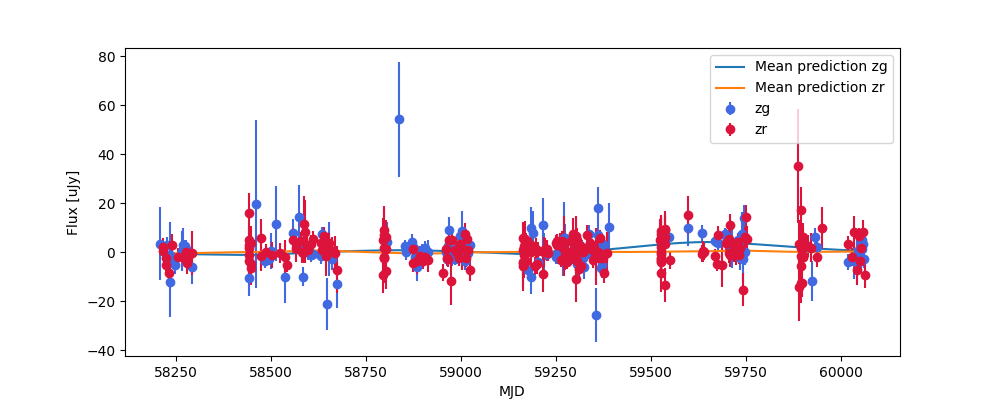 80
60
40
20
0
−20
−40
Flux [uJy]
58250
58500
58750
59000
59250
59500
59750
60000
MJD
Mean prediction zg
Mean prediction zr
zg
zr